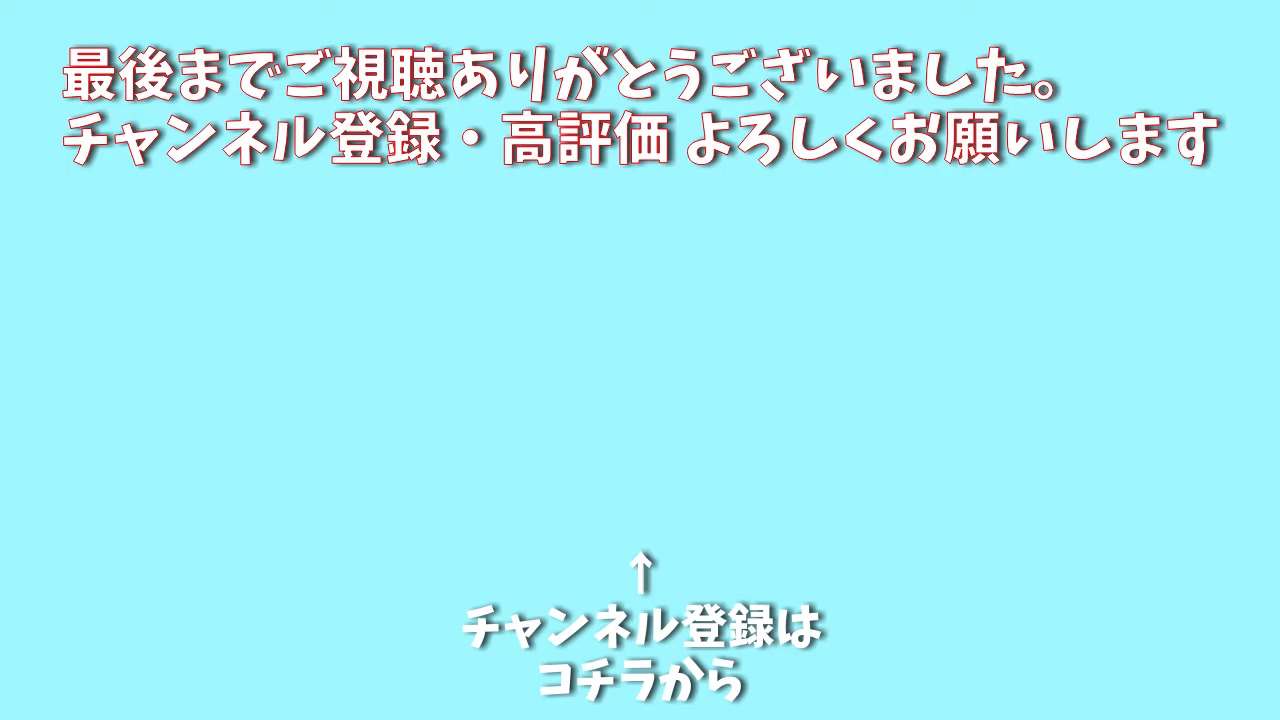 最後までご視聴ありがとうございました。
チャンネル登録・高評価 よろしくお願いします
↑
チャンネル登録は
コチラから